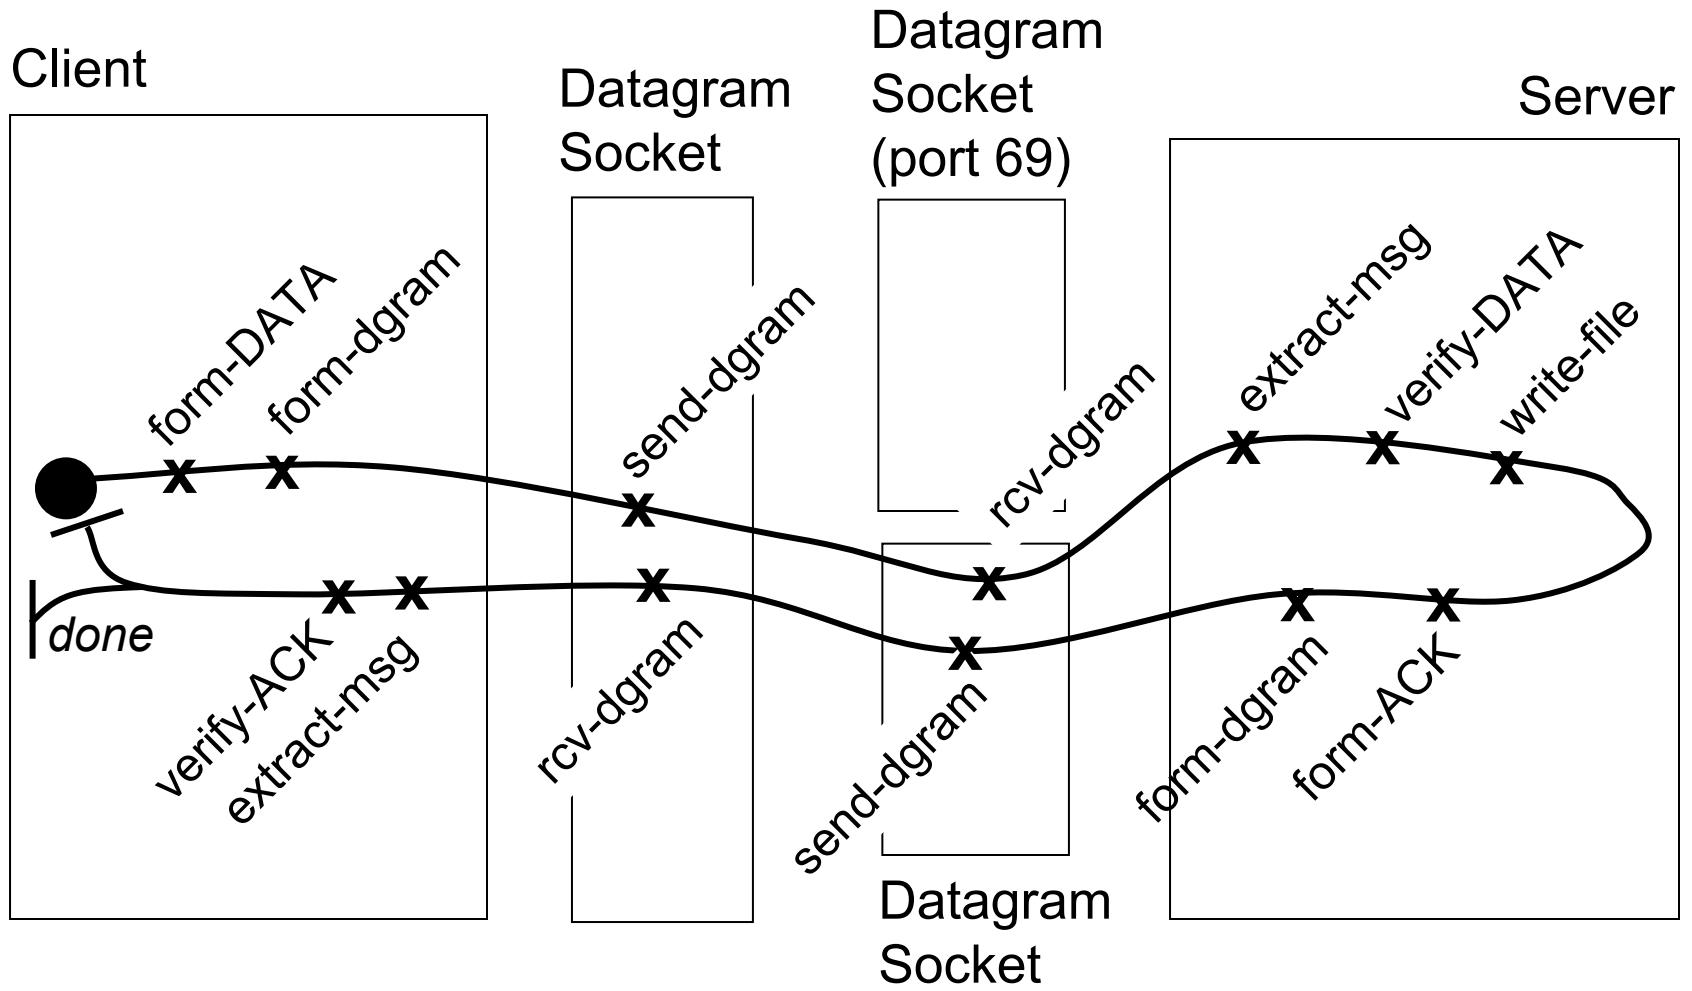 Client
Datagram
Socket
Datagram
Socket
(port 69)
Server
form-DATA
form-dgram
send-dgram
rcv-dgram
extract-msg
verify-DATA
write-file
done
verify-ACK
extract-msg
rcv-dgram
send-dgram
form-dgram
form-ACK
Datagram
Socket